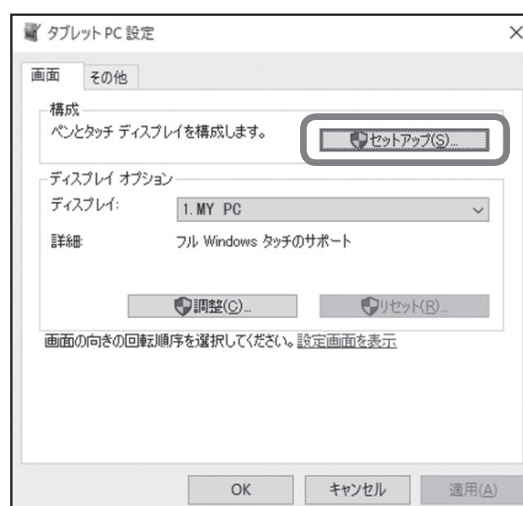 タブレット PC 設定
画面
その他
構成
ペンとタッチ ディスプレイを構成します。
セットアップ(S)...
ディスプレイ オプション
ディスプレイ:
1. MY PC
詳細:
フル Windows タッチのサポート
調整(C)...
リセット(R)...
画面の向きの回転順序を選択してください。設定画面を表示
OK
キャンセル
適用(A)